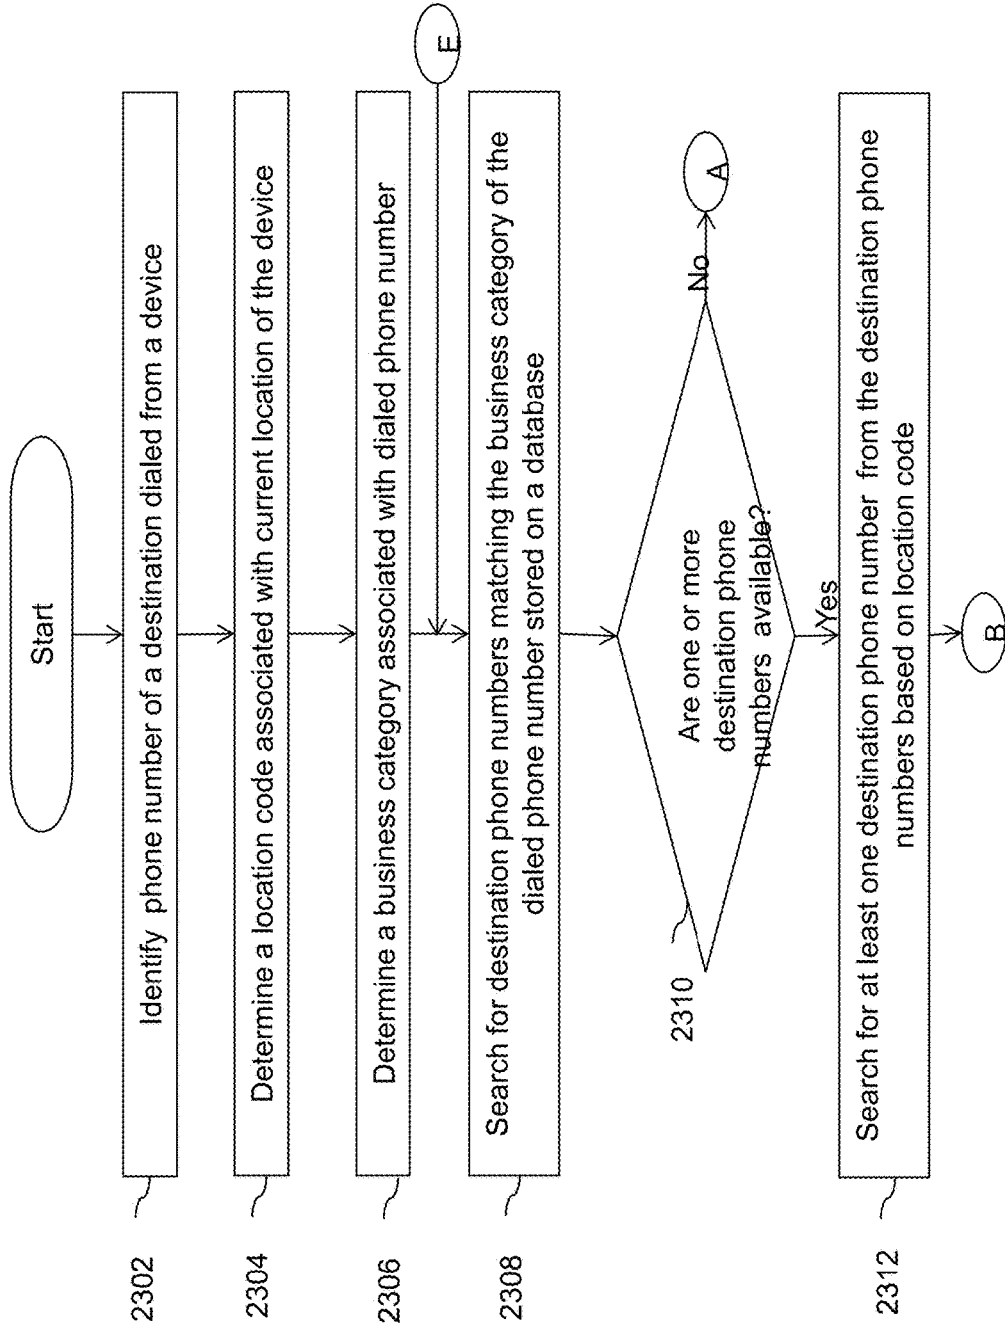 Start
2302
Identify phone number of a destination dialed from a device
2304
Determine a location code associated with current location of the device
2306
Determine a business category associated with dialed phone number
E
2308
Search for destination phone numbers matching the business category of the
dialed phone number stored on a database
2310
Are one or more
destination phone
numbers available?
No
A
Yes
2312
Search for at least one destination phone number from the destination phone
numbers based on location code
B